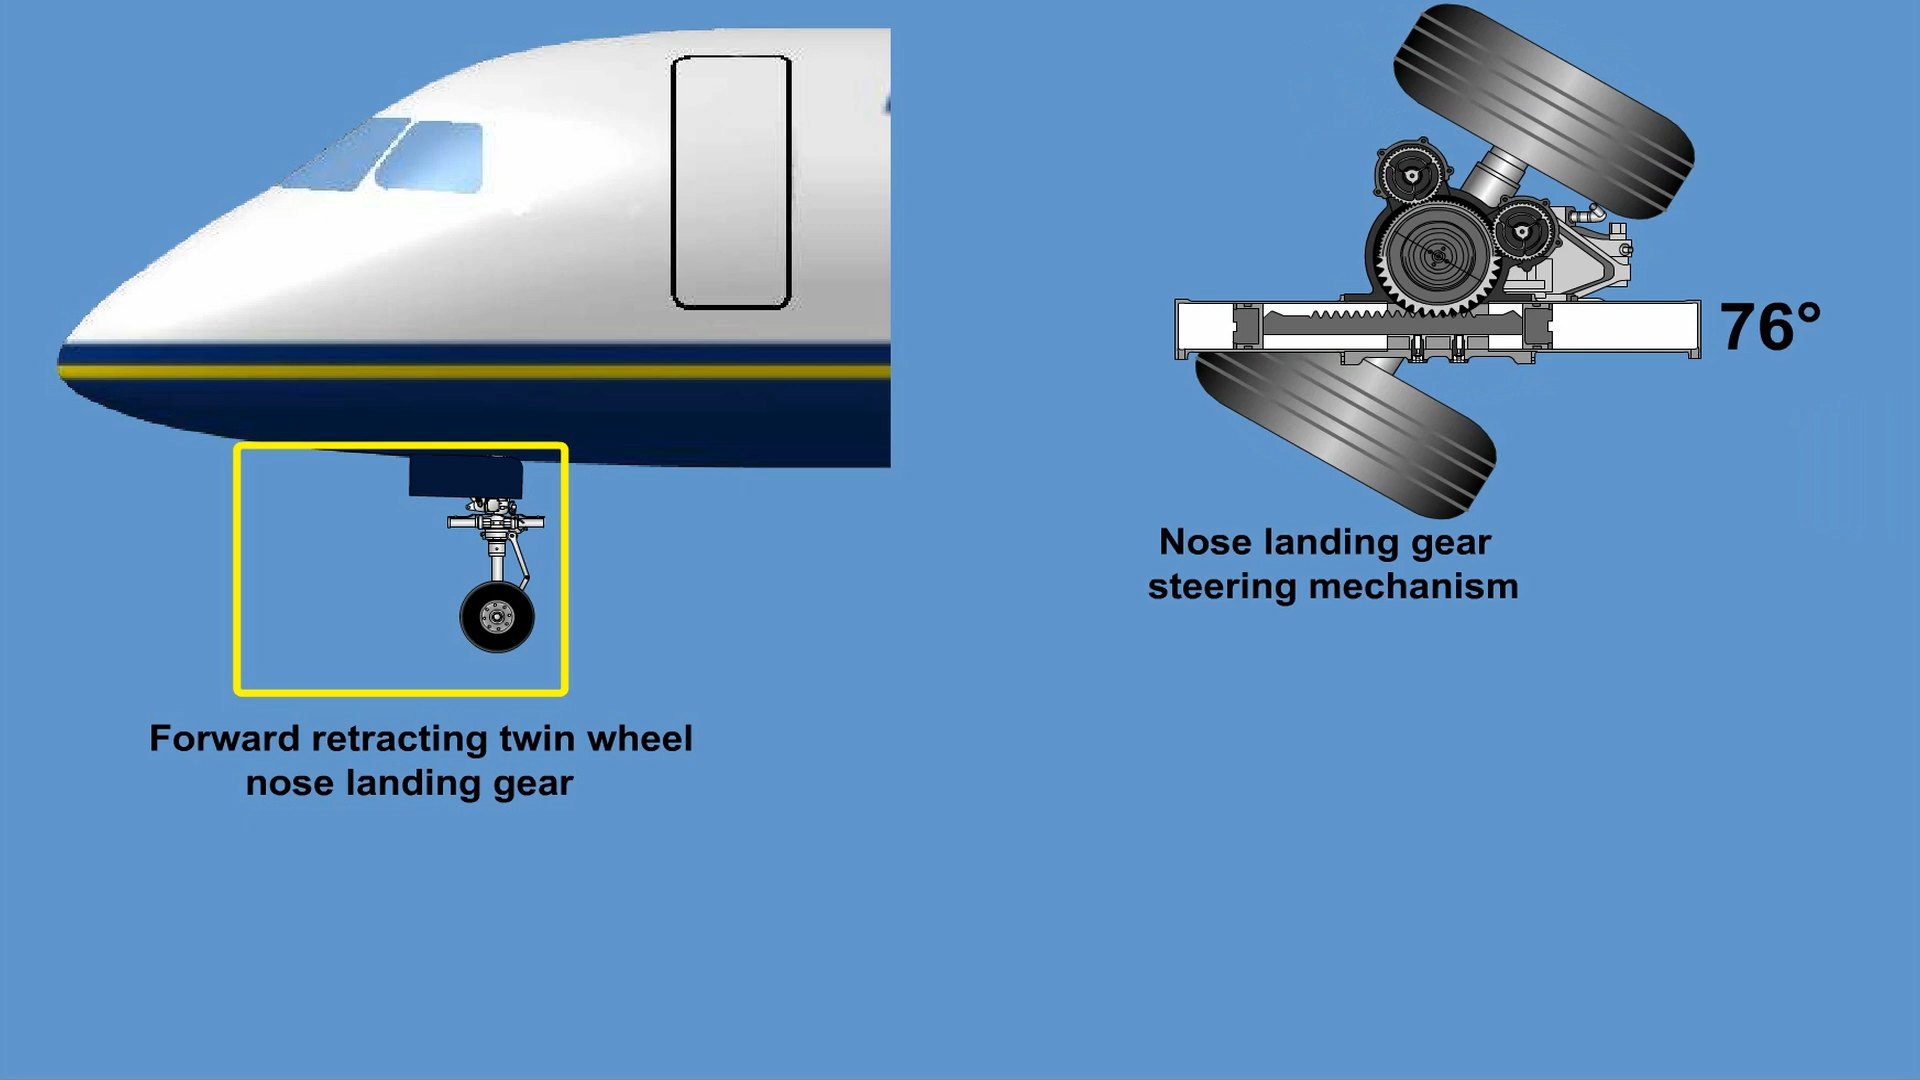 76°
Nose landing gear
steering mechanism
Forward retracting twin wheel
nose landing gear